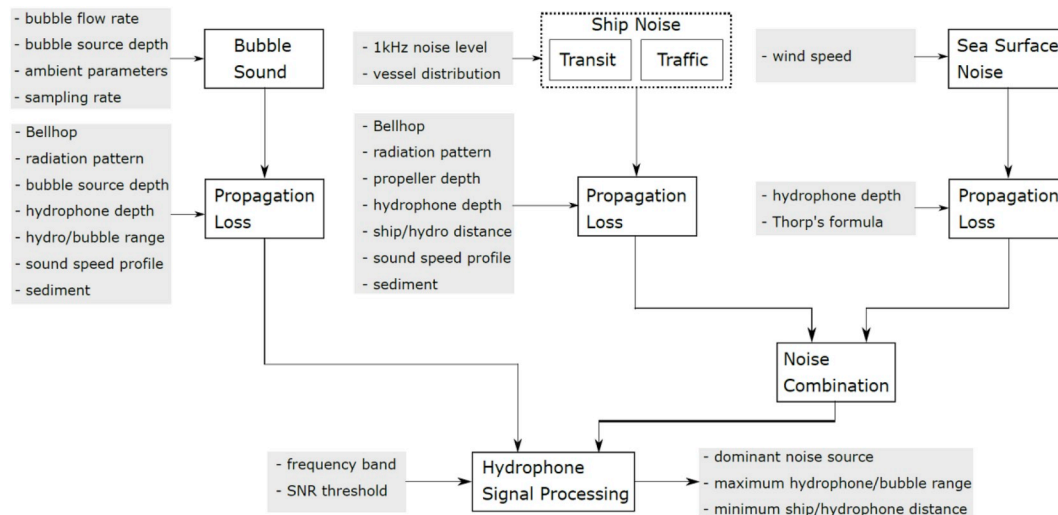 - bubble flow rate
- bubble source depth
- ambient parameters
- sampling rate
Bubble
Sound
- 1kHz noise level
- vessel distribution
Ship Noise
Transit
Traffic
- wind speed
Sea Surface
Noise
- Bellhop
- radiation pattern
- bubble source depth
- hydrophone depth
- hydro/bubble range
- sound speed profile
- sediment
Propagation
Loss
- Bellhop
- radiation pattern
- propeller depth
- hydrophone depth
- ship/hydro distance
- sound speed profile
- sediment
Propagation
Loss
- hydrophone depth
- Thorp's formula
Propagation
Loss
Noise
Combination
- frequency band
- SNR threshold
Hydrophone
Signal Processing
- dominant noise source
- maximum hydrophone/bubble range
- minimum ship/hydrophone distance